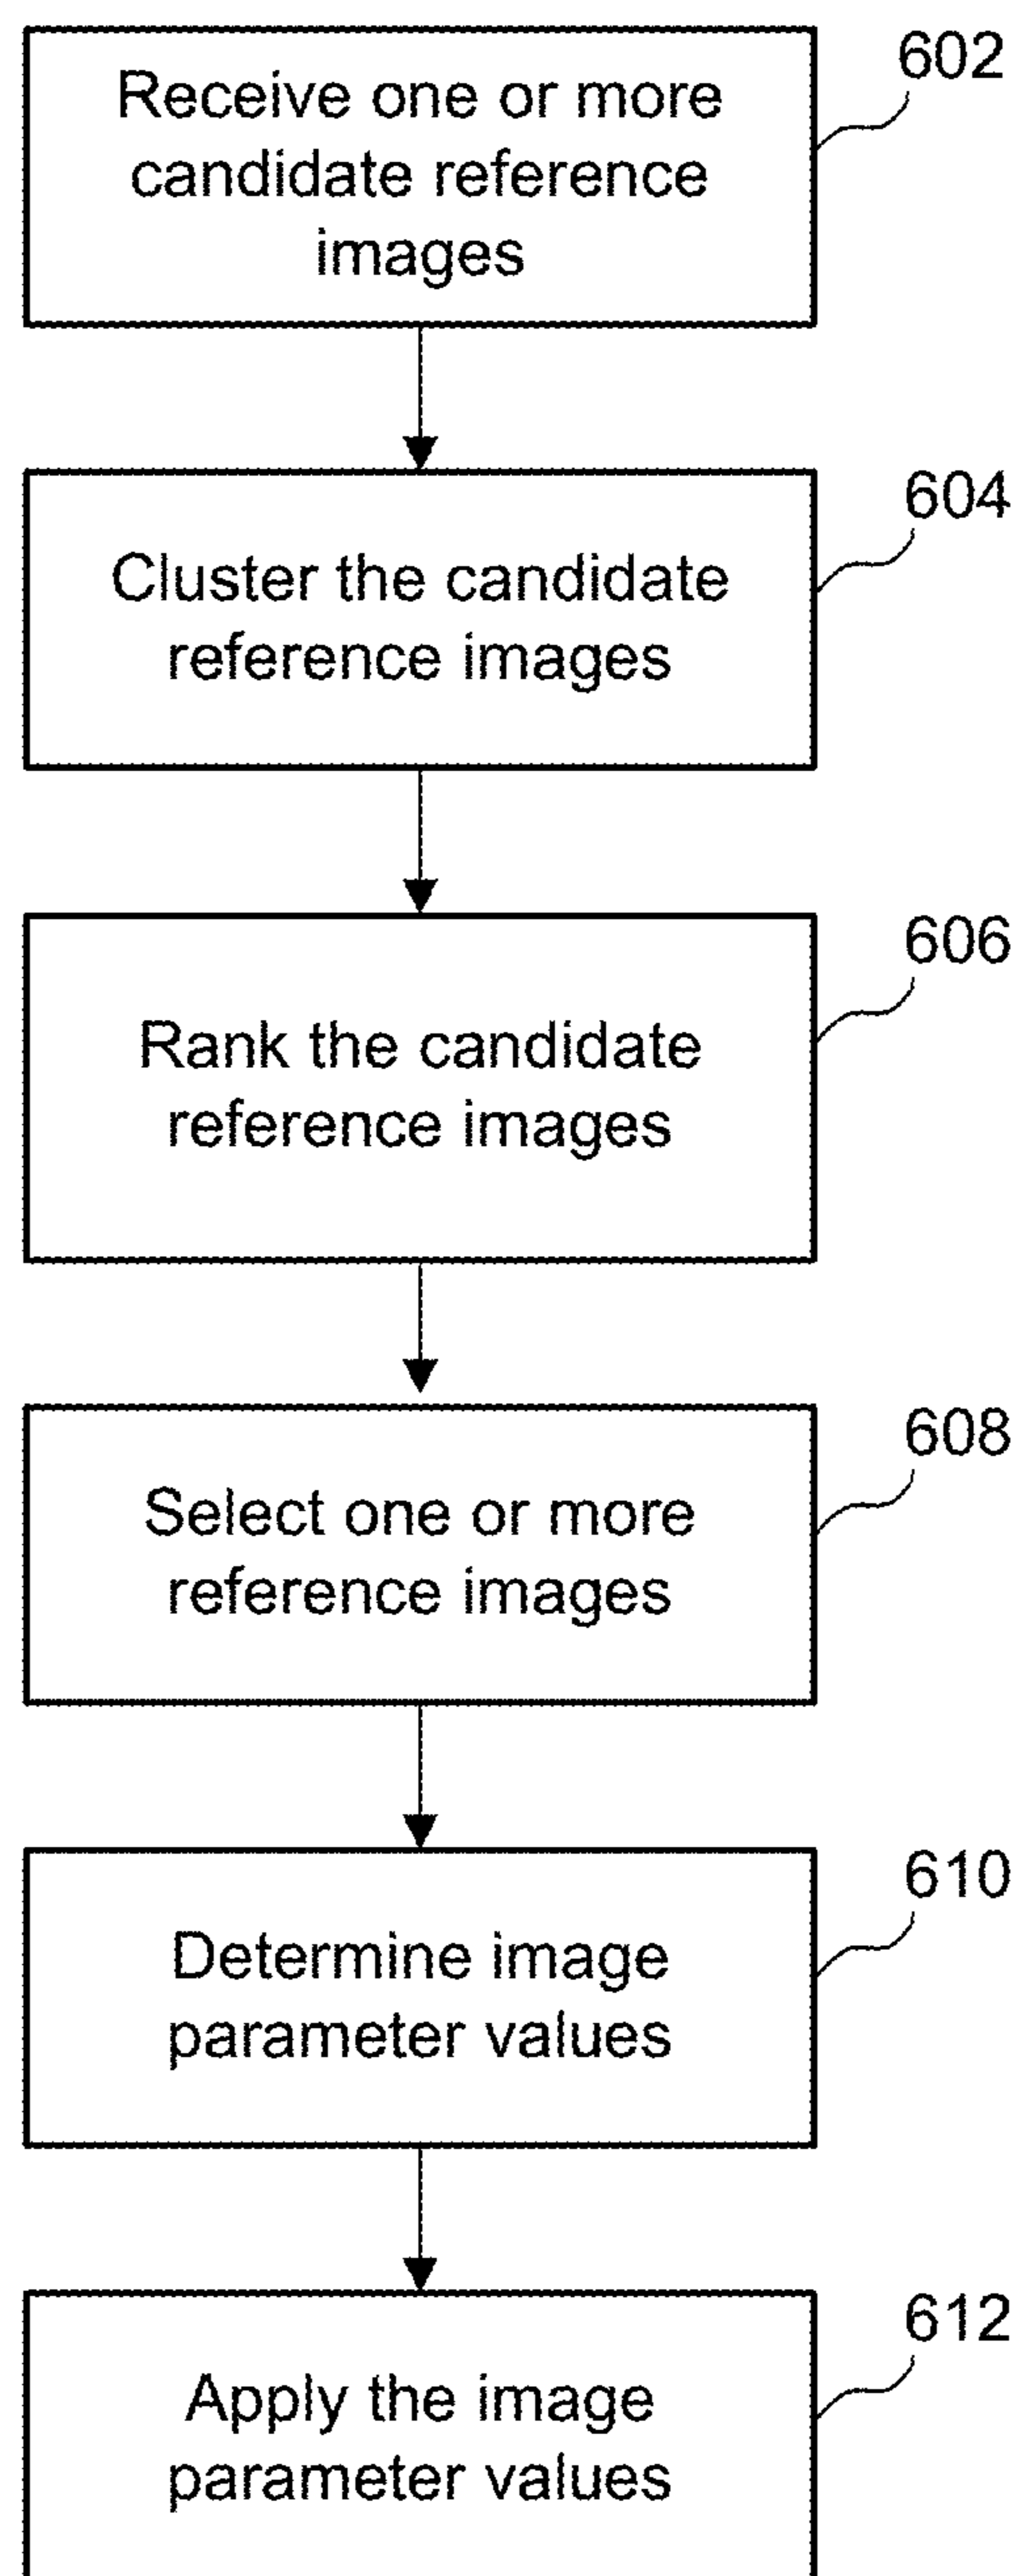 602
Receive one or more
candidate reference
images
604
Cluster the candidate
reference images
606
Rank the candidate
reference images
608
Select one or more
reference images
610
Determine image
parameter values
612
Apply the image
parameter values